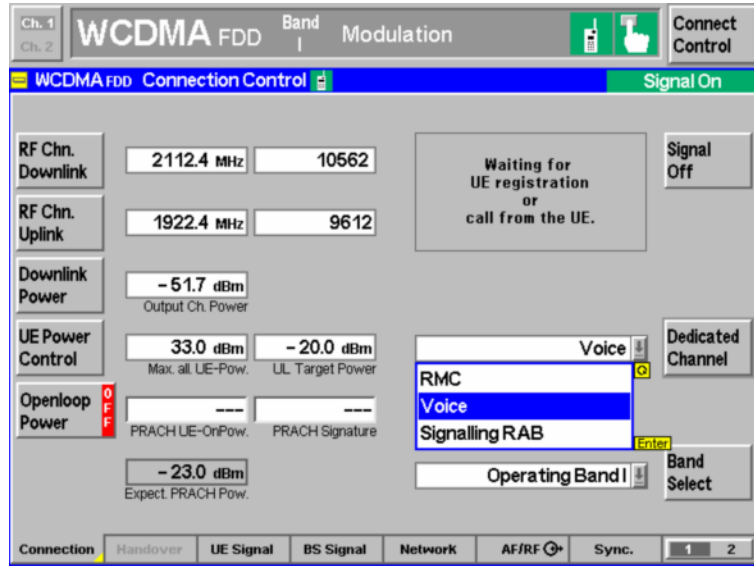 Ch. 1
Ch. 2
WCDMA FDD Band I Modulation
Connect Control
WCDMA FDD Connection Control
Signal On
RF Chn. Downlink
2112.4 MHz
10562
Waiting for
UE registration
or
call from the UE.
Signal Off
RF Chn. Uplink
1922.4 MHz
9612
Downlink Power
– 51.7 dBm
Output Ch. Power
UE Power Control
33.0 dBm
– 20.0 dBm
Max. all. UE-Pow.
UL Target Power
Voice
Dedicated Channel
RMC
Voice
Signalling RAB
Enter
Openloop Power
OFF
---
---
PRACH UE-OnPow.
PRACH Signature
– 23.0 dBm
Expect. PRACH Pow.
Operating Band I
Band Select
Connection
Handover
UE Signal
BS Signal
Network
AF/RF
Sync.
1 2